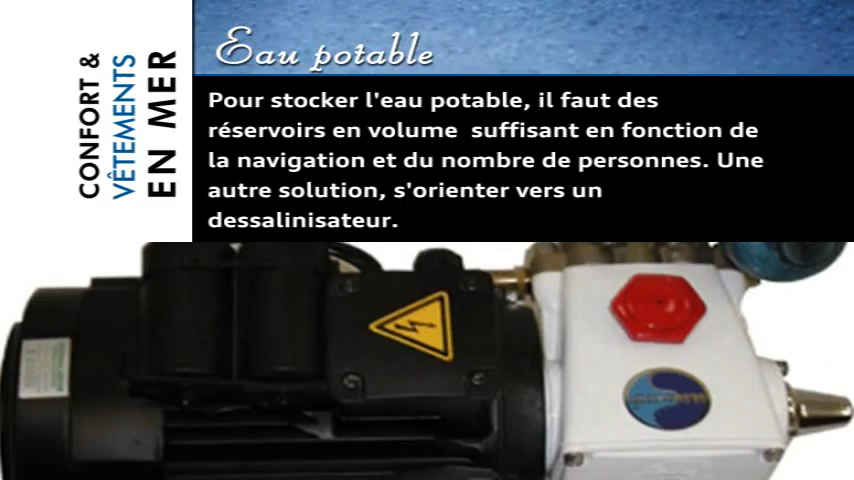 CONFORT &
VÊTEMENTS
EN MER
Eau potable
Pour stocker l'eau potable, il faut des
réservoirs en volume suffisant en fonction de
la navigation et du nombre de personnes. Une
autre solution, s'orienter vers un
dessalinisateur.